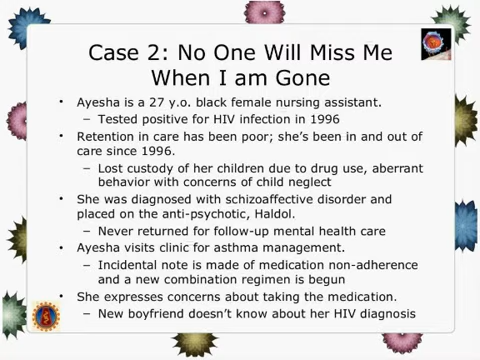 Case 2: No One Will Miss Me
When I am Gone
• Ayesha is a 27 y.o. black female nursing assistant.
– Tested positive for HIV infection in 1996
• Retention in care has been poor; she's been in and out of
care since 1996.
– Lost custody of her children due to drug use, aberrant
behavior with concerns of child neglect
• She was diagnosed with schizoaffective disorder and
placed on the anti-psychotic, Haldol.
– Never returned for follow-up mental health care
• Ayesha visits clinic for asthma management.
– Incidental note is made of medication non-adherence
and a new combination regimen is begun
• She expresses concerns about taking the medication.
– New boyfriend doesn't know about her HIV diagnosis